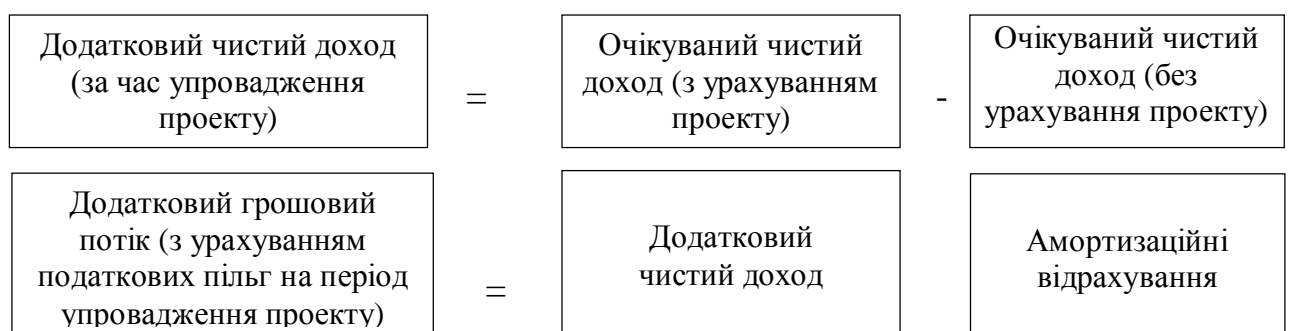 Додатковий чистий доход
(за час упровадження
проекту)
=
Очікуваний чистий
доход (з урахуванням
проекту)
-
Очікуваний чистий
доход (без
урахування проекту)
Додатковий грошовий
потік (з урахуванням
податкових пільг на період
упровадження проекту)
=
Додатковий
чистий доход
Амортизаційні
відрахування